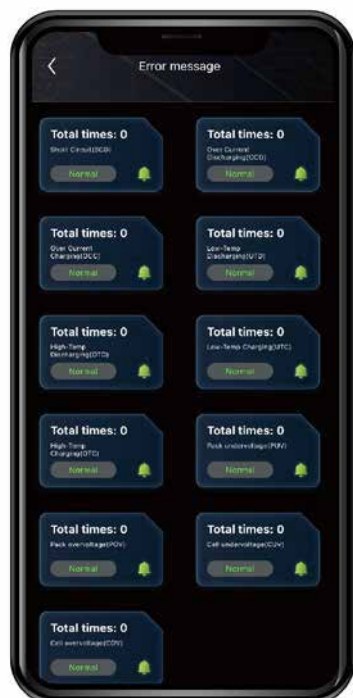 Error message
Total times: 0
Short Circuit(SCD)
Normal
Total times: 0
Over Current
Discharging(OCD)
Normal
Total times: 0
Over Current
Charging(OCC)
Normal
Total times: 0
Low-Temp
Discharging(UTD)
Normal
Total times: 0
High-Temp
Discharging(OTD)
Normal
Total times: 0
Low-Temp Charging(UTC)
Normal
Total times: 0
High-Temp
Charging(OTC)
Normal
Total times: 0
Pack undervoltage(PUV)
Normal
Total times: 0
Pack overvoltage(POV)
Normal
Total times: 0
Cell undervoltage(CUV)
Normal
Total times: 0
Cell overvoltage(COV)
Normal